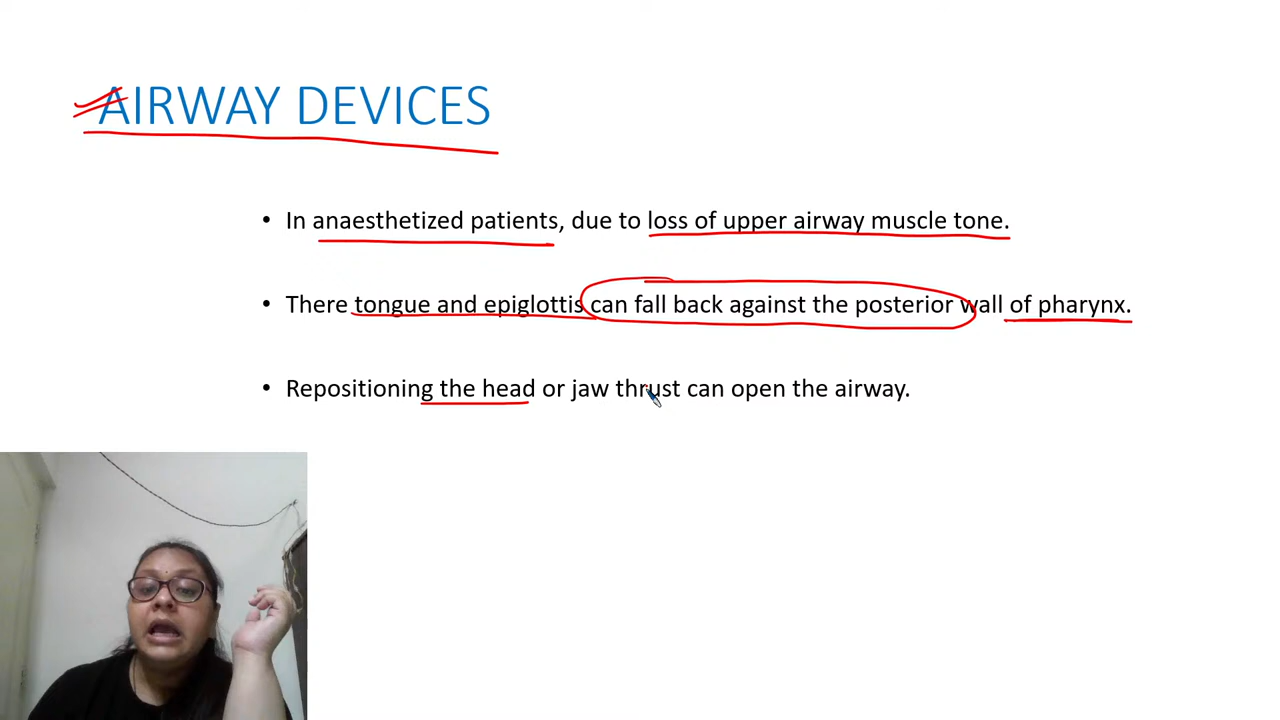 AIRWAY DEVICES
• In anaesthetized patients, due to loss of upper airway muscle tone.
• There tongue and epiglottis can fall back against the posterior wall of pharynx.
• Repositioning the head or jaw thrust can open the airway.